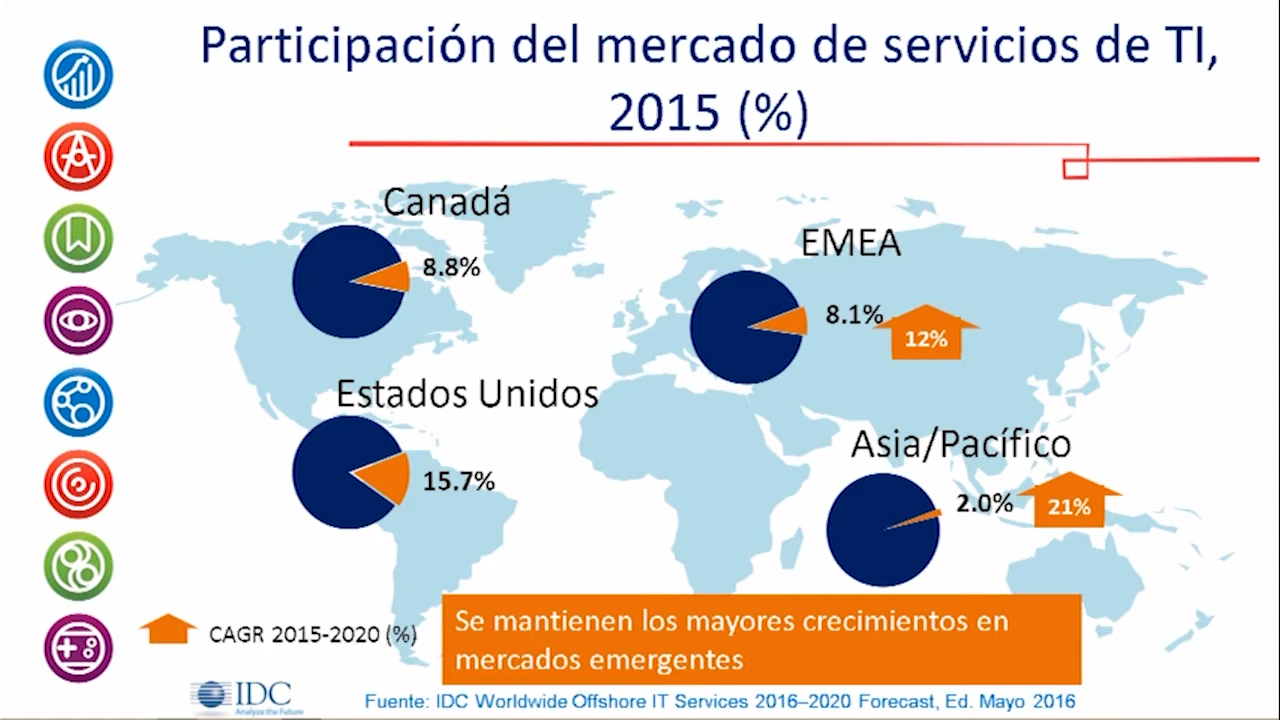 Participación del mercado de servicios de TI,
2015 (%)
Canadá
8.8%
EMEA
8.1%
12%
Estados Unidos
15.7%
Asia/Pacífico
2.0%
21%
CAGR 2015-2020 (%)
Se mantienen los mayores crecimientos en
mercados emergentes
IDC
Analyze the Future
Fuente: IDC Worldwide Offshore IT Services 2016–2020 Forecast, Ed. Mayo 2016